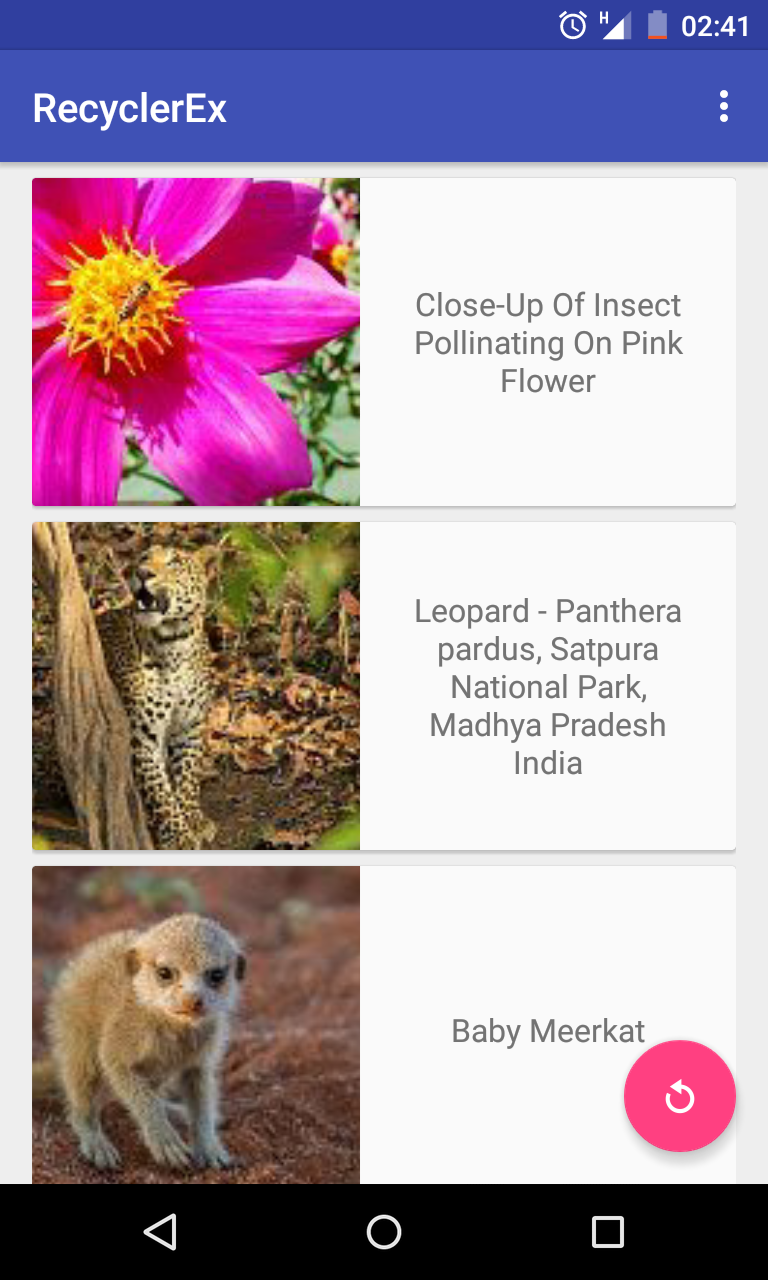 H
02:41
RecyclerEx
Close-Up Of Insect
Pollinating On Pink
Flower
Leopard - Panthera
pardus, Satpura
National Park,
Madhya Pradesh
India
Baby Meerkat